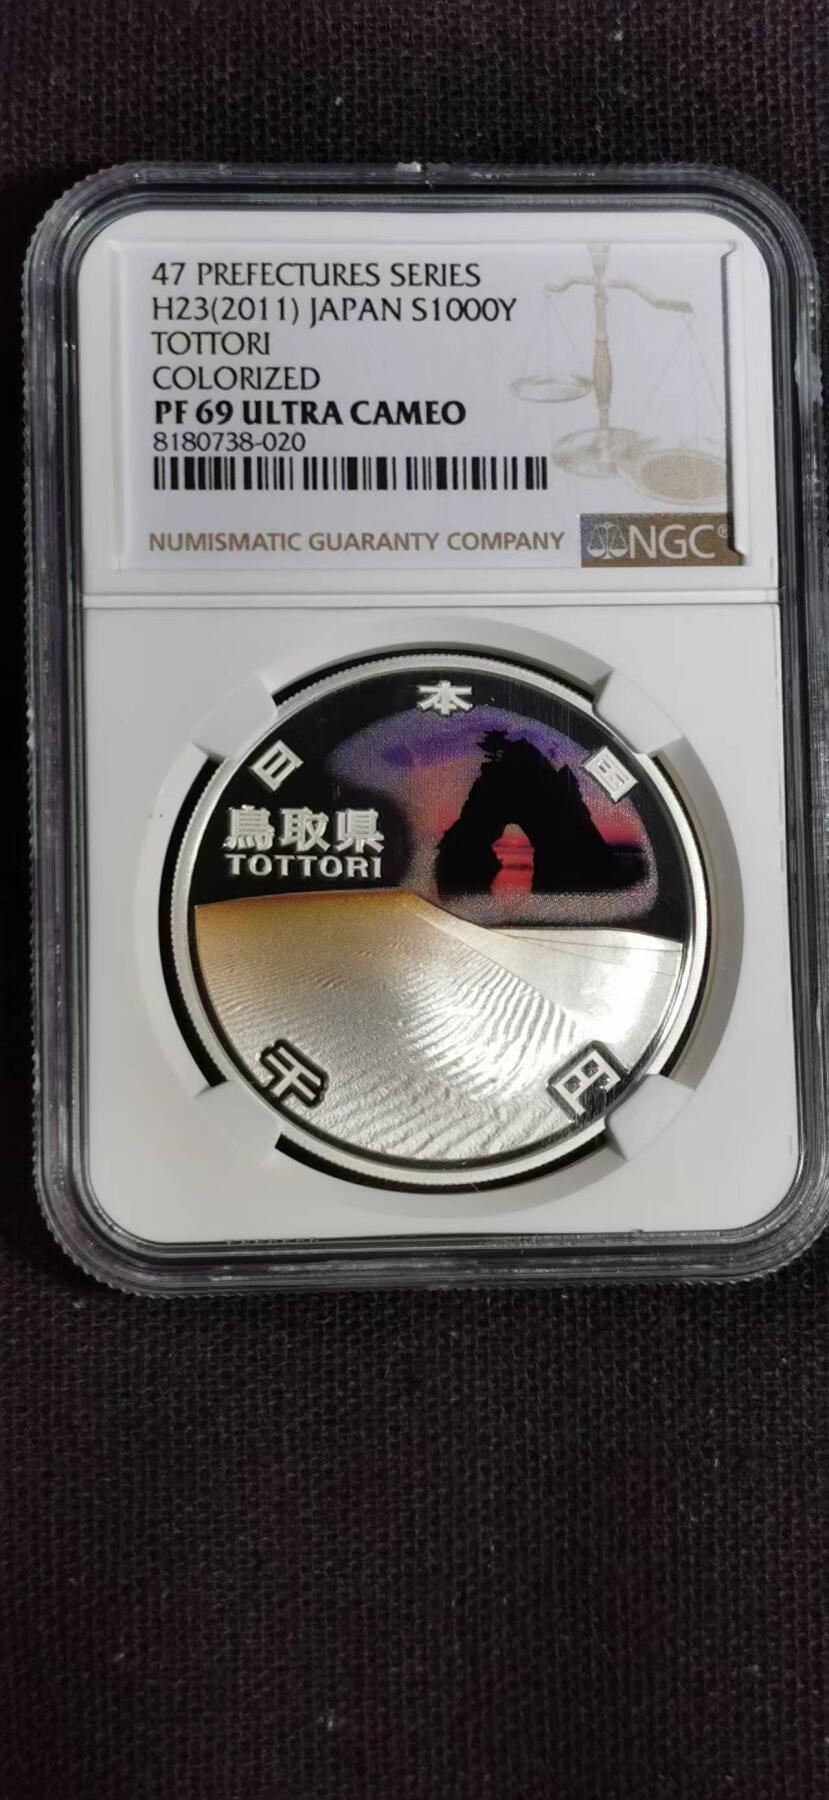 47 PREFECTURES SERIES
H23(2011) JAPAN S1000Y
TOTTORI
COLORIZED
PF 69 ULTRA CAMEO
8180738-020
NUMISMATIC GUARANTY COMPANY
NGC®
日本国
鳥取県
TOTTORI
千円